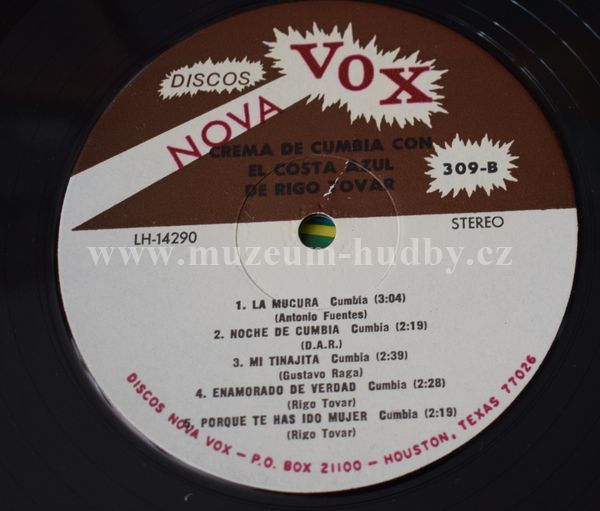 DISCOS
NOVA VOX
CREMA DE CUMBIA CON
EL COSTA AZUL
DE RIGO TOVAR
309-B
LH-14290
STEREO
www.muzeum-hudby.cz
1. LA MUCURA Cumbia (3:04)
(Antonio Fuentes)
2. NOCHE DE CUMBIA Cumbia (2:19)
(D.A.R.)
3. MI TINAJITA Cumbia (2:39)
(Gustavo Raga)
4. ENAMORADO DE VERDAD Cumbia (2:28)
(Rigo Tovar)
5. PORQUE TE HAS IDO MUJER Cumbia (2:19)
(Rigo Tovar)
DISCOS NOVA VOX - P.O. BOX 21100 - HOUSTON, TEXAS 77026